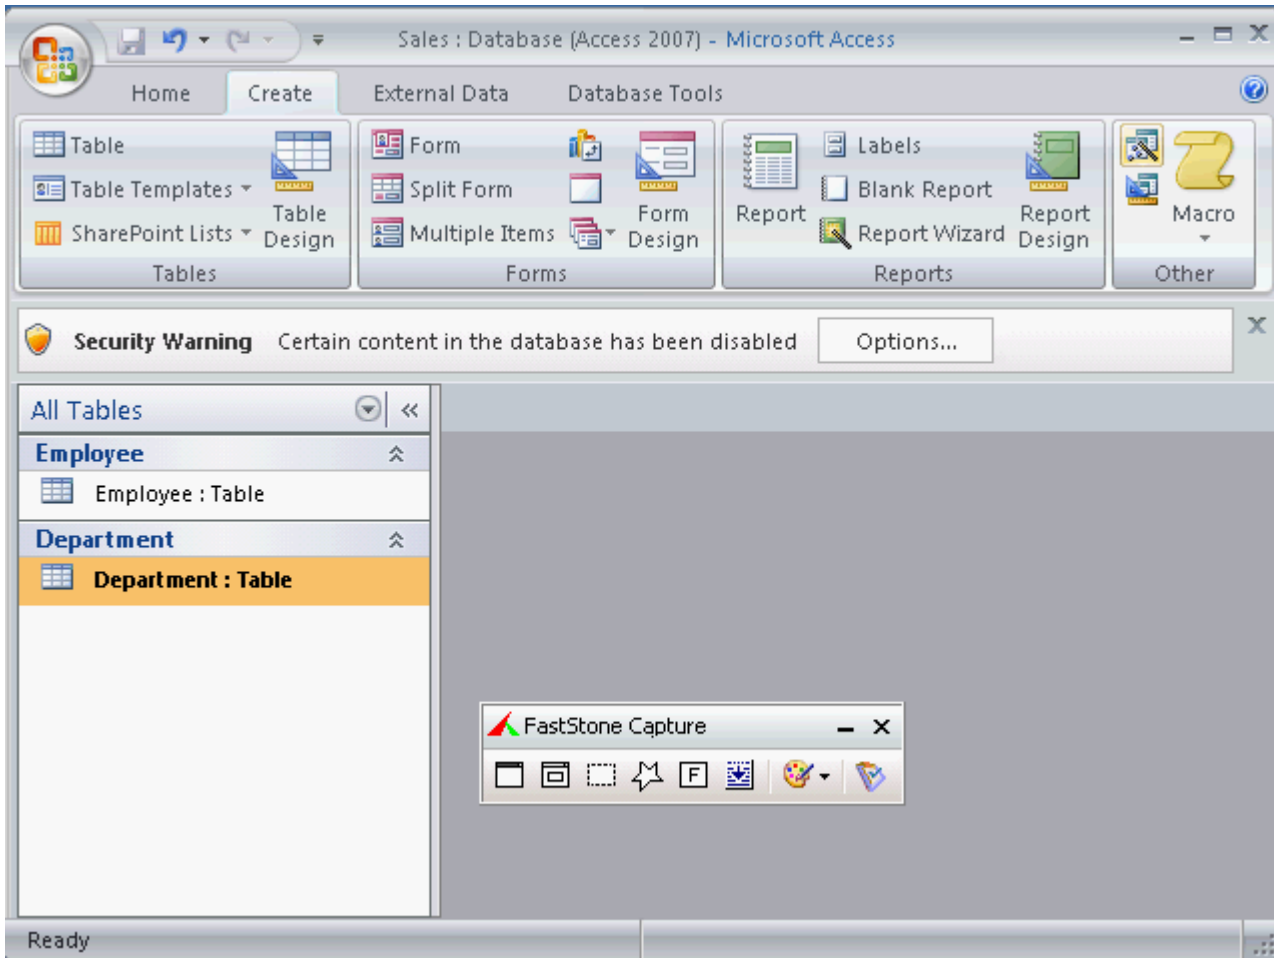 Sales : Database (Access 2007) - Microsoft Access
Home Create External Data Database Tools
Table
Table Templates
SharePoint Lists
Table Design
Tables
Form
Split Form
Multiple Items
Form Design
Forms
Report
Labels
Blank Report
Report Wizard
Report Design
Reports
Macro
Other
Security Warning Certain content in the database has been disabled Options...
All Tables
Employee
Employee : Table
Department
Department : Table
FastStone Capture
F
Ready